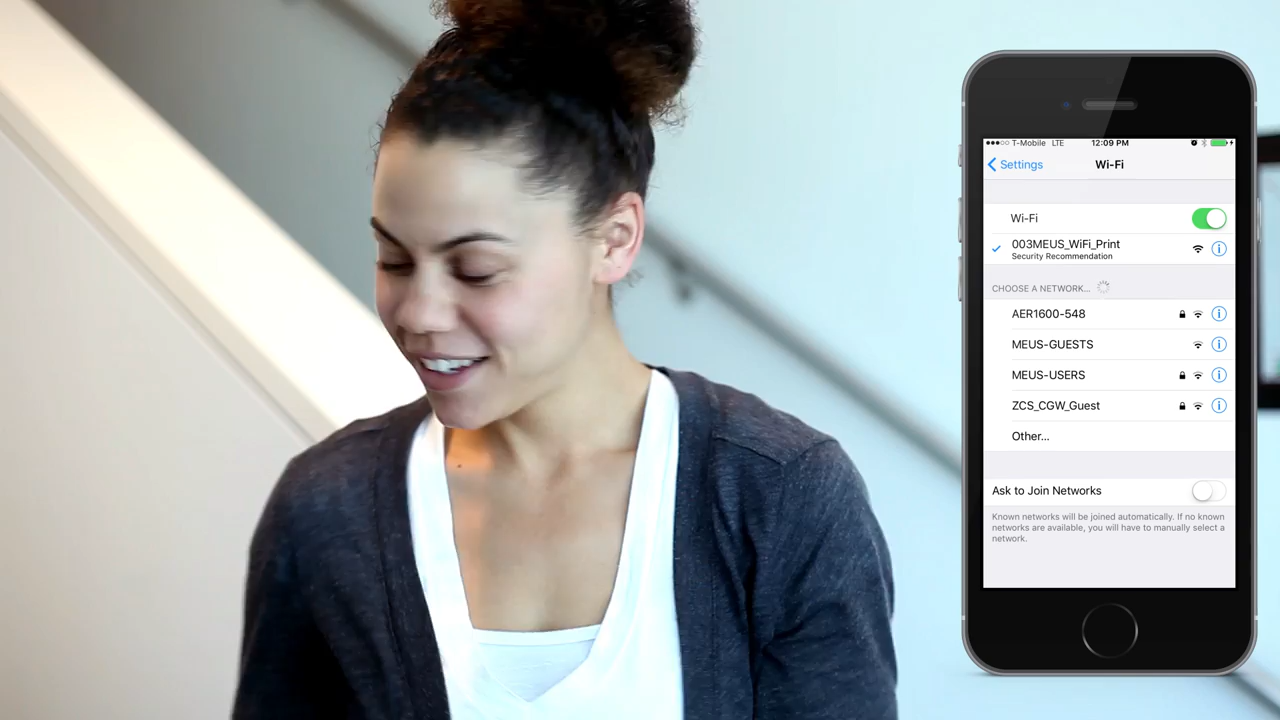 T-Mobile LTE 12:09 PM
Settings Wi-Fi
Wi-Fi
003MEUS_WiFi_Print
Security Recommendation
CHOOSE A NETWORK...
AER1600-548
MEUS-GUESTS
MEUS-USERS
ZCS_CGW_Guest
Other...
Ask to Join Networks
Known networks will be joined automatically. If no known
networks are available, you will have to manually select a
network.